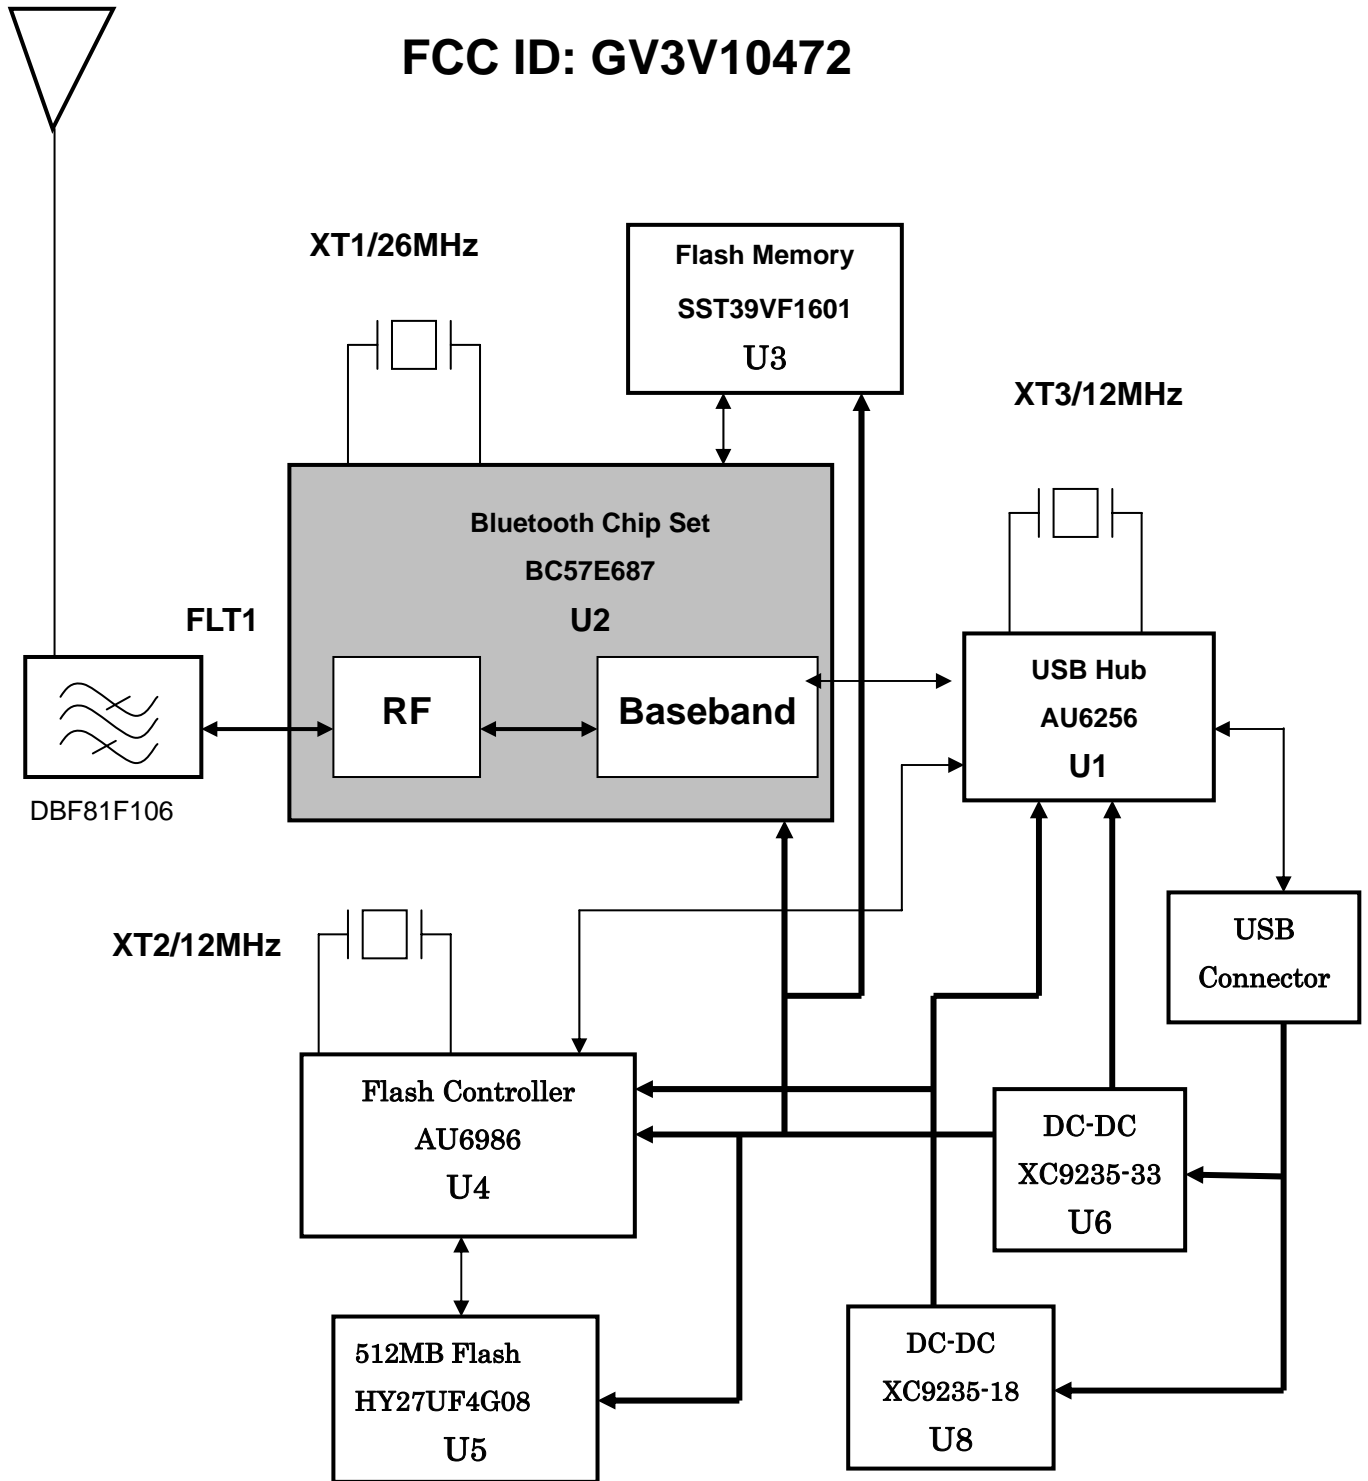 FCC ID: GV3V10472
XT1/26MHz
Flash Memory
SST39VF1601
U3
XT3/12MHz
Bluetooth Chip Set
BC57E687
U2
FLT1
RF
Baseband
USB Hub
AU6256
U1
DBF81F106
XT2/12MHz
USB
Connector
Flash Controller
AU6986
U4
DC-DC
XC9235-33
U6
512MB Flash
HY27UF4G08
U5
DC-DC
XC9235-18
U8